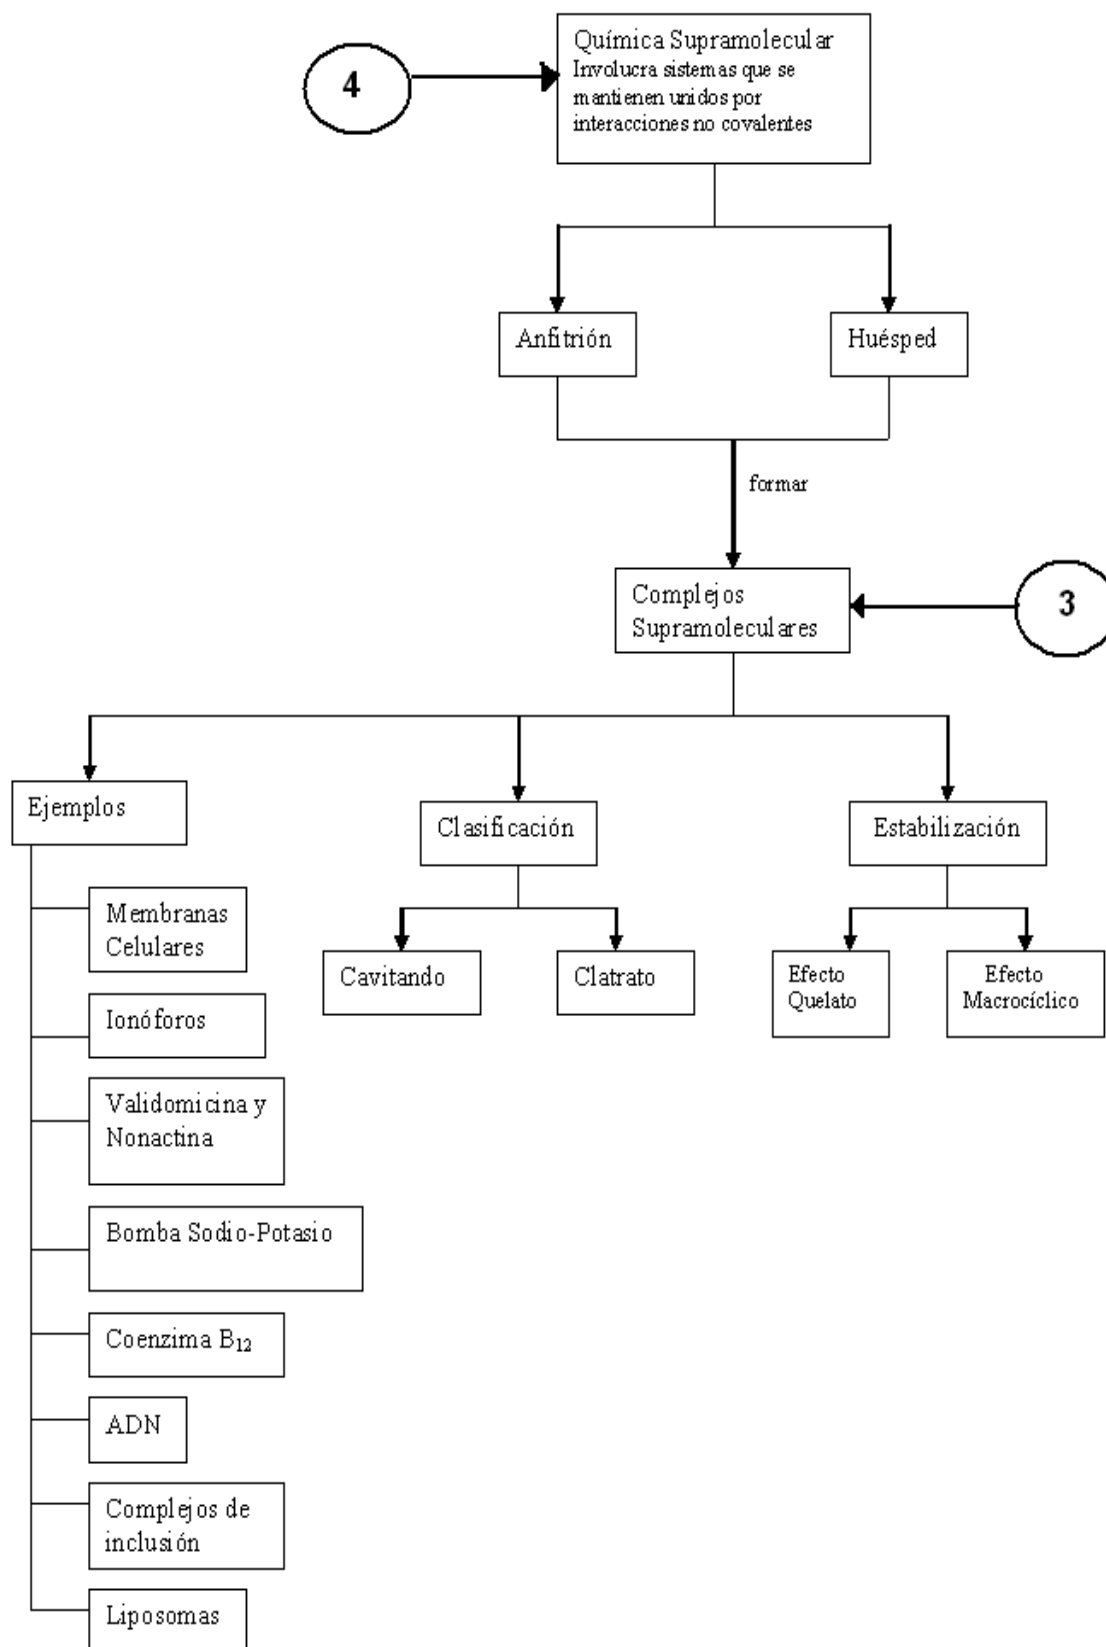 4
Química Supramolecular
Involucra sistemas que se
mantienen unidos por
interacciones no covalentes
Anfitrión
Huésped
formar
Complejos
Supramoleculares
3
Ejemplos
Clasificación
Estabilización
Membranas
Celulares
Cavitando
Clatrato
Efecto
Quelato
Efecto
Macrocíclico
Ionóforos
Validomicina y
Nonactina
Bomba Sodio-Potasio
Coenzima B₁₂
ADN
Complejos de
inclusión
Liposomas